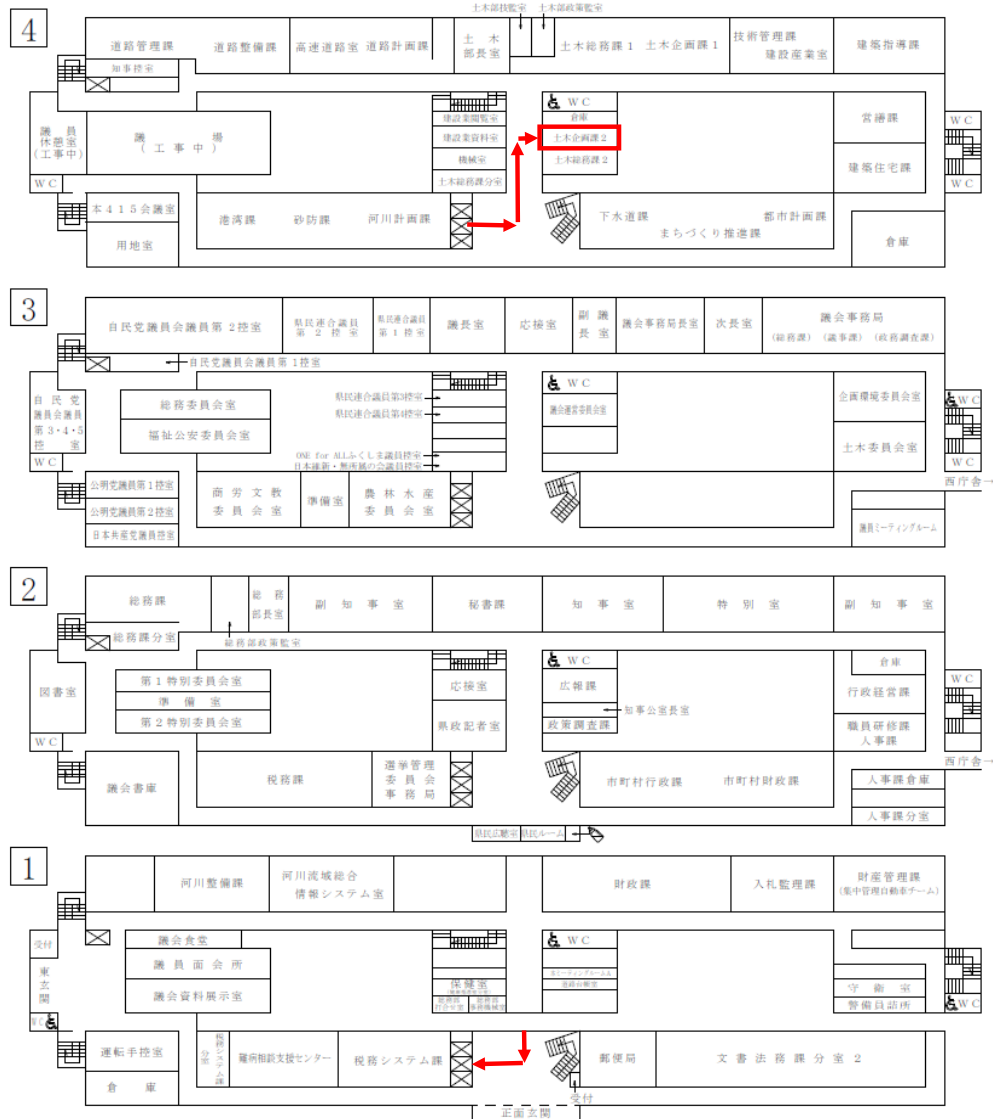 土木部技監室 土木部政策監室
4
道路管理課 道路整備課 高速道路室 道路計画課 土木部長室 土木総務課1 土木企画課1 技術管理課 建設産業室 建築指導課
知事控室
WC
建設業閲覧室 倉庫 営繕課 WC
議員休憩室(工事中) 議場(工事中) 建設業資料室 土木企画課2
機械室 土木総務課2 建築住宅課
WC 土木総務課分室 WC
本415会議室 港湾課 砂防課 河川計画課 下水道課 まちづくり推進課 都市計画課
用地室 倉庫
3
自民党議員会議員第2控室 県民連合議員第2控室 県民連合議員第1控室 議長室 応接室 副議長室 議会事務局長室 次長室 議会事務局
(総務課) (議事課) (政務調査課)
自民党議員会議員第1控室
WC
自民党議員会議員第3・4・5控室 総務委員会室 県民連合議員第3控室 議会運営委員会室 企画環境委員会室 WC
県民連合議員第4控室
福祉公安委員会室 土木委員会室
ONE for ALLふくしま議員控室
WC 日本維新・無所属の会議員控室 WC
公明党議員第1控室 商労文教委員会室 準備室 農林水産委員会室 西庁舎→
公明党議員第2控室
日本共産党議員控室 議員ミーティングルーム
2
総務課 総務部長室 副知事室 秘書課 知事室 特別室 副知事室
総務課分室 総務部政策監室
WC 倉庫
図書室 第1特別委員会室 応接室 広報課 行政経営課 WC
準備室 知事公室長室
第2特別委員会室 県政記者室 政策調査課 職員研修課 人事課
WC
議会書庫 税務課 選挙管理委員会事務局 市町村行政課 市町村財政課 西庁舎→
人事課倉庫
人事課分室
県民広聴室 県民ルーム
1
河川整備課 河川流域総合情報システム室 財政課 入札監理課 財産管理課
(集中管理自動車チーム)
受付 議会食堂 WC
東玄関 議員面会所
議会資料展示室 保健室 道路台帳室 守衛室
警備員詰所 WC
WC
運転手控室 税務システム課分室 難病相談支援センター 税務システム課 郵便局 文書法務課分室2
倉庫 受付
正面玄関